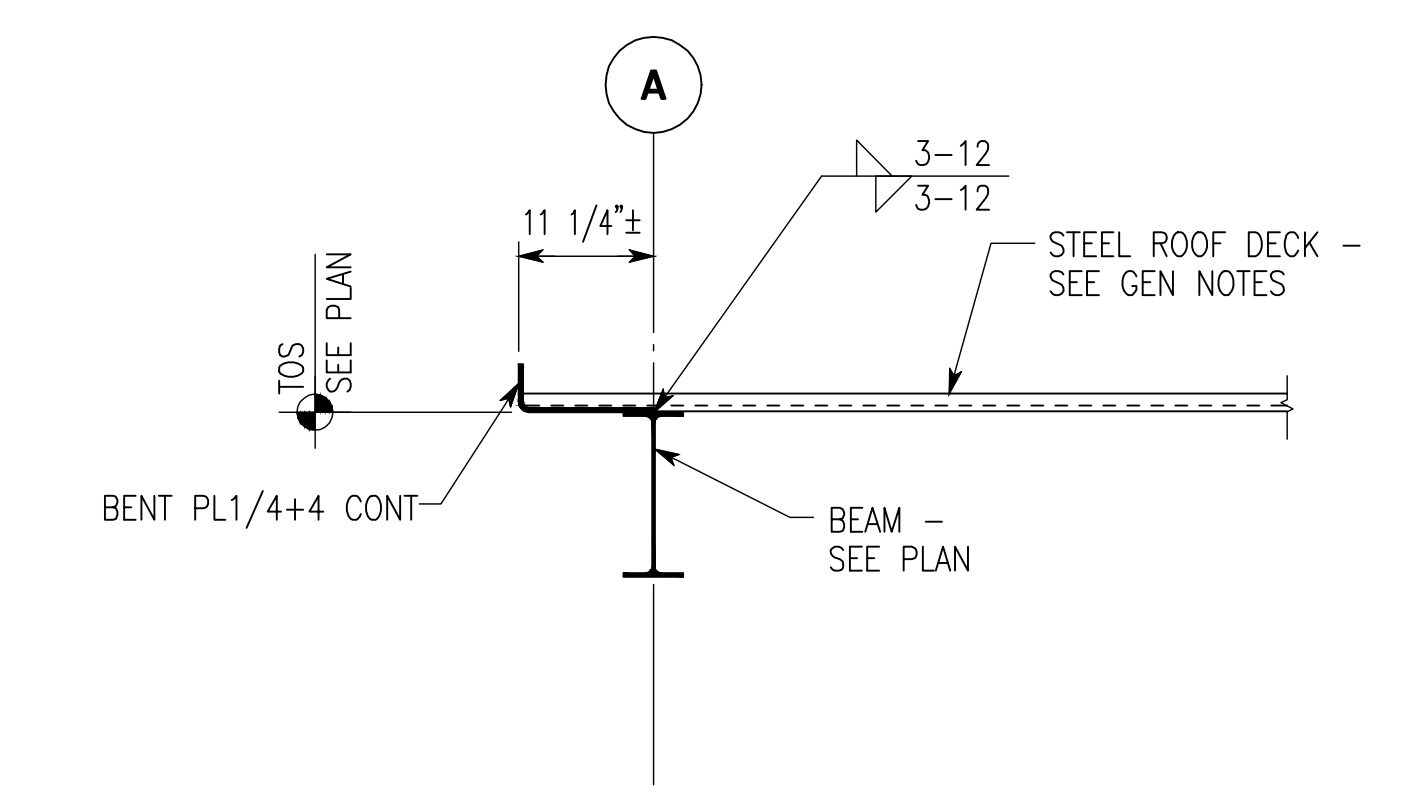 A
3-12
3-12
11 1/4"±
STEEL ROOF DECK -
SEE GEN NOTES
TOS
SEE PLAN
BENT PL1/4+4 CONT
BEAM -
SEE PLAN